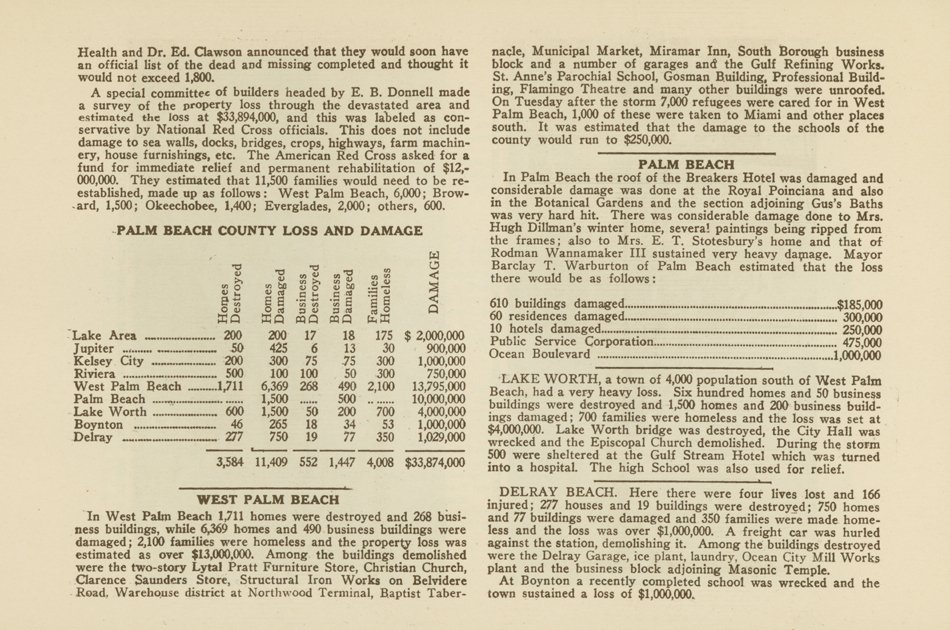 Health and Dr. Ed. Clawson announced that they would soon have
an official list of the dead and missing completed and thought it
would not exceed 1,800.
A special committee of builders headed by E. B. Donnell made
a survey of the property loss through the devastated area and
estimated the loss at $33,894,000, and this was labeled as con-
servative by National Red Cross officials. This does not include
damage to sea walls, docks, bridges, crops, highways, farm machin-
ery, house furnishings, etc. The American Red Cross asked for a
fund for immediate relief and permanent rehabilitation of $12,-
000,000. They estimated that 11,500 families would need to be re-
established, made up as follows: West Palm Beach, 6,000; Brow-
ard, 1,500; Okeechobee, 1,400; Everglades, 2,000; others, 600.
PALM BEACH COUNTY LOSS AND DAMAGE
Homes Destroyed Homes Damaged Business Destroyed Business Damaged Families Homeless DAMAGE
Lake Area ........ 200 200 17 18 175 $ 2,000,000
Jupiter ........ 50 425 6 13 30 900,000
Kelsey City ........ 200 300 75 75 300 1,000,000
Riviera ........ 500 100 100 50 300 750,000
West Palm Beach ........1,711 6,369 268 490 2,100 13,795,000
Palm Beach ........ ...... 1,500 ...... 500 ........ 10,000,000
Lake Worth ........ 600 1,500 50 200 700 4,000,000
Boynton ........ 46 265 18 34 53 1,000,000
Delray ........ 277 750 19 77 350 1,029,000
3,584 11,409 552 1,447 4,008 $33,874,000
WEST PALM BEACH
In West Palm Beach 1,711 homes were destroyed and 268 busi-
ness buildings, while 6,369 homes and 490 business buildings were
damaged; 2,100 families were homeless and the property loss was
estimated as over $13,000,000. Among the buildings demolished
were the two-story Lytal Pratt Furniture Store, Christian Church,
Clarence Saunders Store, Structural Iron Works on Belvidere
Road, Warehouse district at Northwood Terminal, Baptist Taber-
nacle, Municipal Market, Miramar Inn, South Borough business
block and a number of garages and the Gulf Refining Works.
St. Anne's Parochial School, Gosman Building, Professional Build-
ing, Flamingo Theatre and many other buildings were unroofed.
On Tuesday after the storm 7,000 refugees were cared for in West
Palm Beach, 1,000 of these were taken to Miami and other places
south. It was estimated that the damage to the schools of the
county would run to $250,000.
PALM BEACH
In Palm Beach the roof of the Breakers Hotel was damaged and
considerable damage was done at the Royal Poinciana and also
in the Botanical Gardens and the section adjoining Gus's Baths
was very hard hit. There was considerable damage done to Mrs.
Hugh Dillman's winter home, several paintings being ripped from
the frames; also to Mrs. E. T. Stotesbury's home and that of
Rodman Wannamaker III sustained very heavy damage. Mayor
Barclay T. Warburton of Palm Beach estimated that the loss
there would be as follows:
610 buildings damaged........$185,000
60 residences damaged........ 300,000
10 hotels damaged........ 250,000
Public Service Corporation........ 475,000
Ocean Boulevard ........1,000,000
LAKE WORTH, a town of 4,000 population south of West Palm
Beach, had a very heavy loss. Six hundred homes and 50 business
buildings were destroyed and 1,500 homes and 200 business build-
ings damaged; 700 families were homeless and the loss was set at
$4,000,000. Lake Worth bridge was destroyed, the City Hall was
wrecked and the Episcopal Church demolished. During the storm
500 were sheltered at the Gulf Stream Hotel which was turned
into a hospital. The high School was also used for relief.
DELRAY BEACH. Here there were four lives lost and 166
injured; 277 houses and 19 buildings were destroyed; 750 homes
and 77 buildings were damaged and 350 families were made home-
less and the loss was over $1,000,000. A freight car was hurled
against the station, demolishing it. Among the buildings destroyed
were the Delray Garage, ice plant, laundry, Ocean City Mill Works
plant and the business block adjoining Masonic Temple.
At Boynton a recently completed school was wrecked and the
town sustained a loss of $1,000,000.